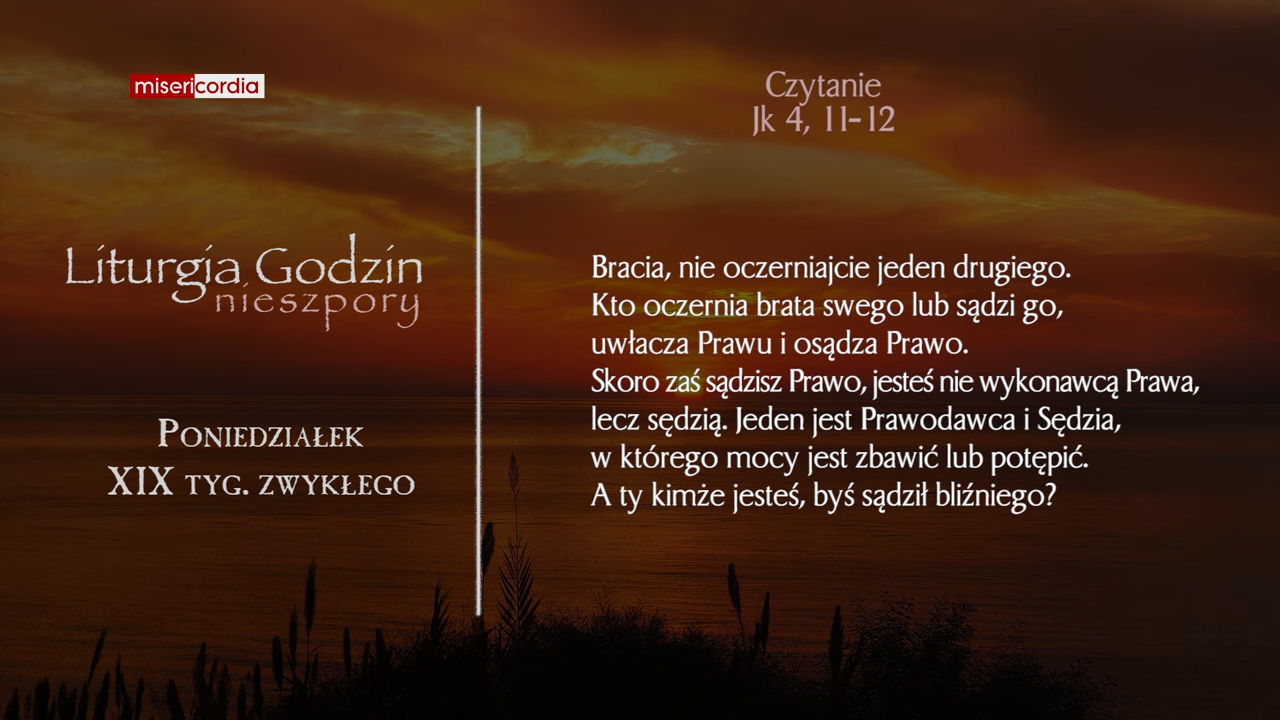 misericordia
Liturgia Godzin
nieszpory
Poniedziałek
XIX tyg. zwykłego
Czytanie
Jk 4, 11-12
Bracia, nie oczerniajcie jeden drugiego.
Kto oczernia brata swego lub sądzi go,
uwłacza Prawu i osądza Prawo.
Skoro zaś sądzisz Prawo, jesteś nie wykonawcą Prawa,
lecz sędzią. Jeden jest Prawodawca i Sędzia,
w którego mocy jest zbawić lub potępić.
A ty kimże jesteś, byś sądził bliźniego?